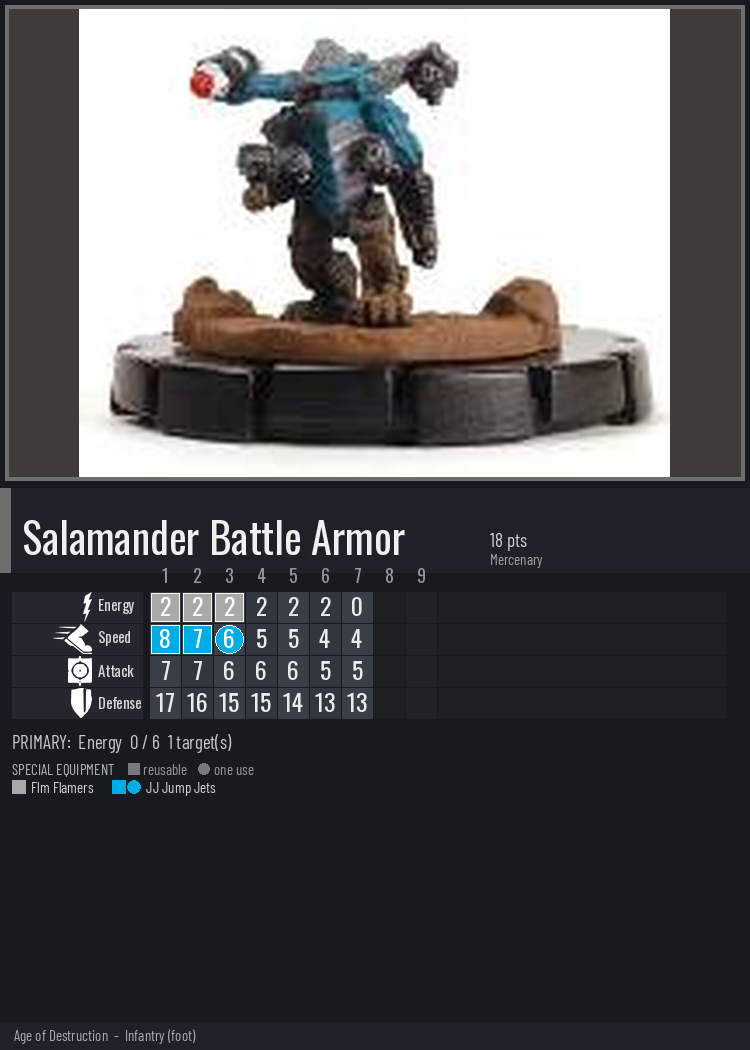 Salamander Battle Armor
18 pts
Mercenary
1 2 3 4 5 6 7 8 9
Energy 2 2 2 2 2 2 0
Speed 8 7 6 5 5 4 4
Attack 7 7 6 6 6 5 5
Defense 17 16 15 15 14 13 13
PRIMARY: Energy 0 / 6 1 target(s)
SPECIAL EQUIPMENT reusable one use
Flm Flamers JJ Jump Jets
Age of Destruction - Infantry (foot)